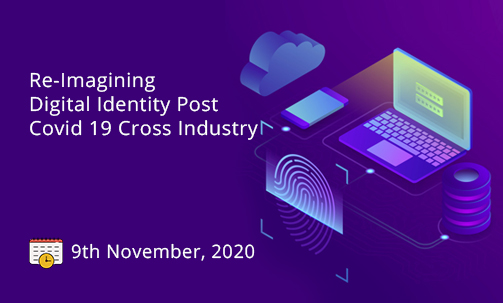 Re-Imagining
Digital Identity Post
Covid 19 Cross Industry
9th November, 2020